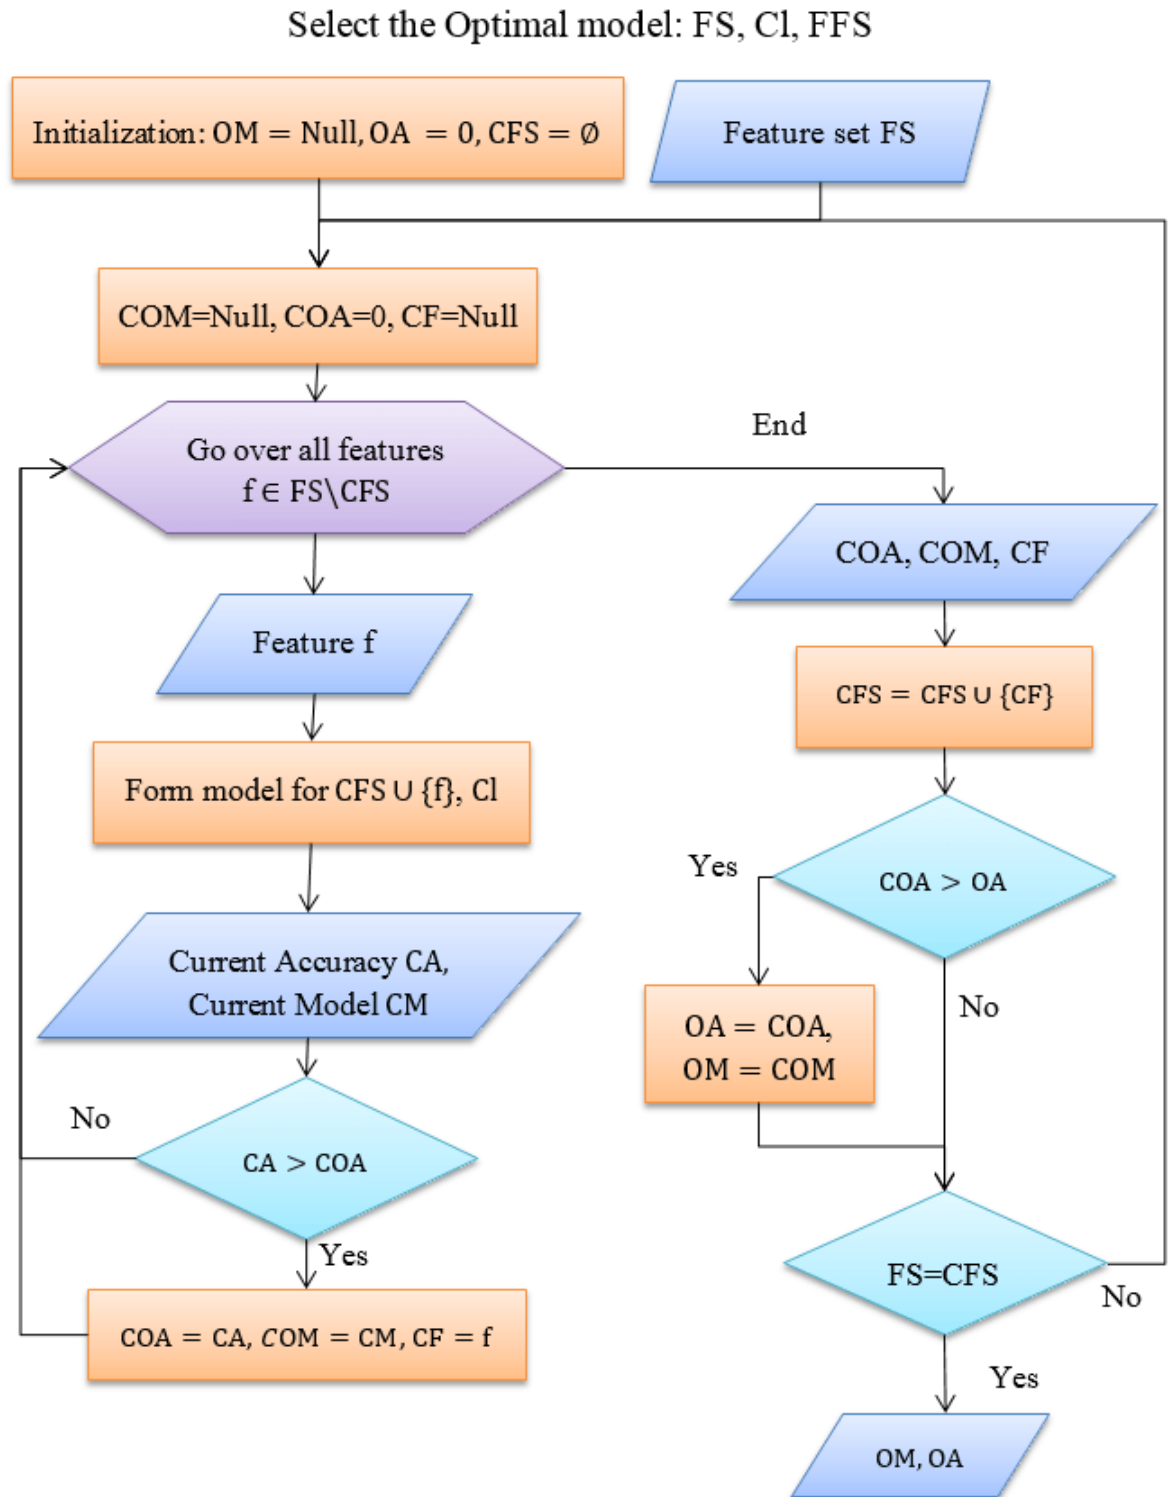 Select the Optimal model: FS, Cl, FFS
Initialization: OM = Null, OA = 0, CFS = ∅
Feature set FS
COM=Null, COA=0, CF=Null
Go over all features
f ∈ FS\CFS
End
Feature f
Form model for CFS ∪ {f}, Cl
Current Accuracy CA,
Current Model CM
CA > COA
No
Yes
COA = CA, COM = CM, CF = f
COA, COM, CF
CFS = CFS ∪ {CF}
COA > OA
Yes
No
OA = COA,
OM = COM
FS=CFS
No
Yes
OM, OA